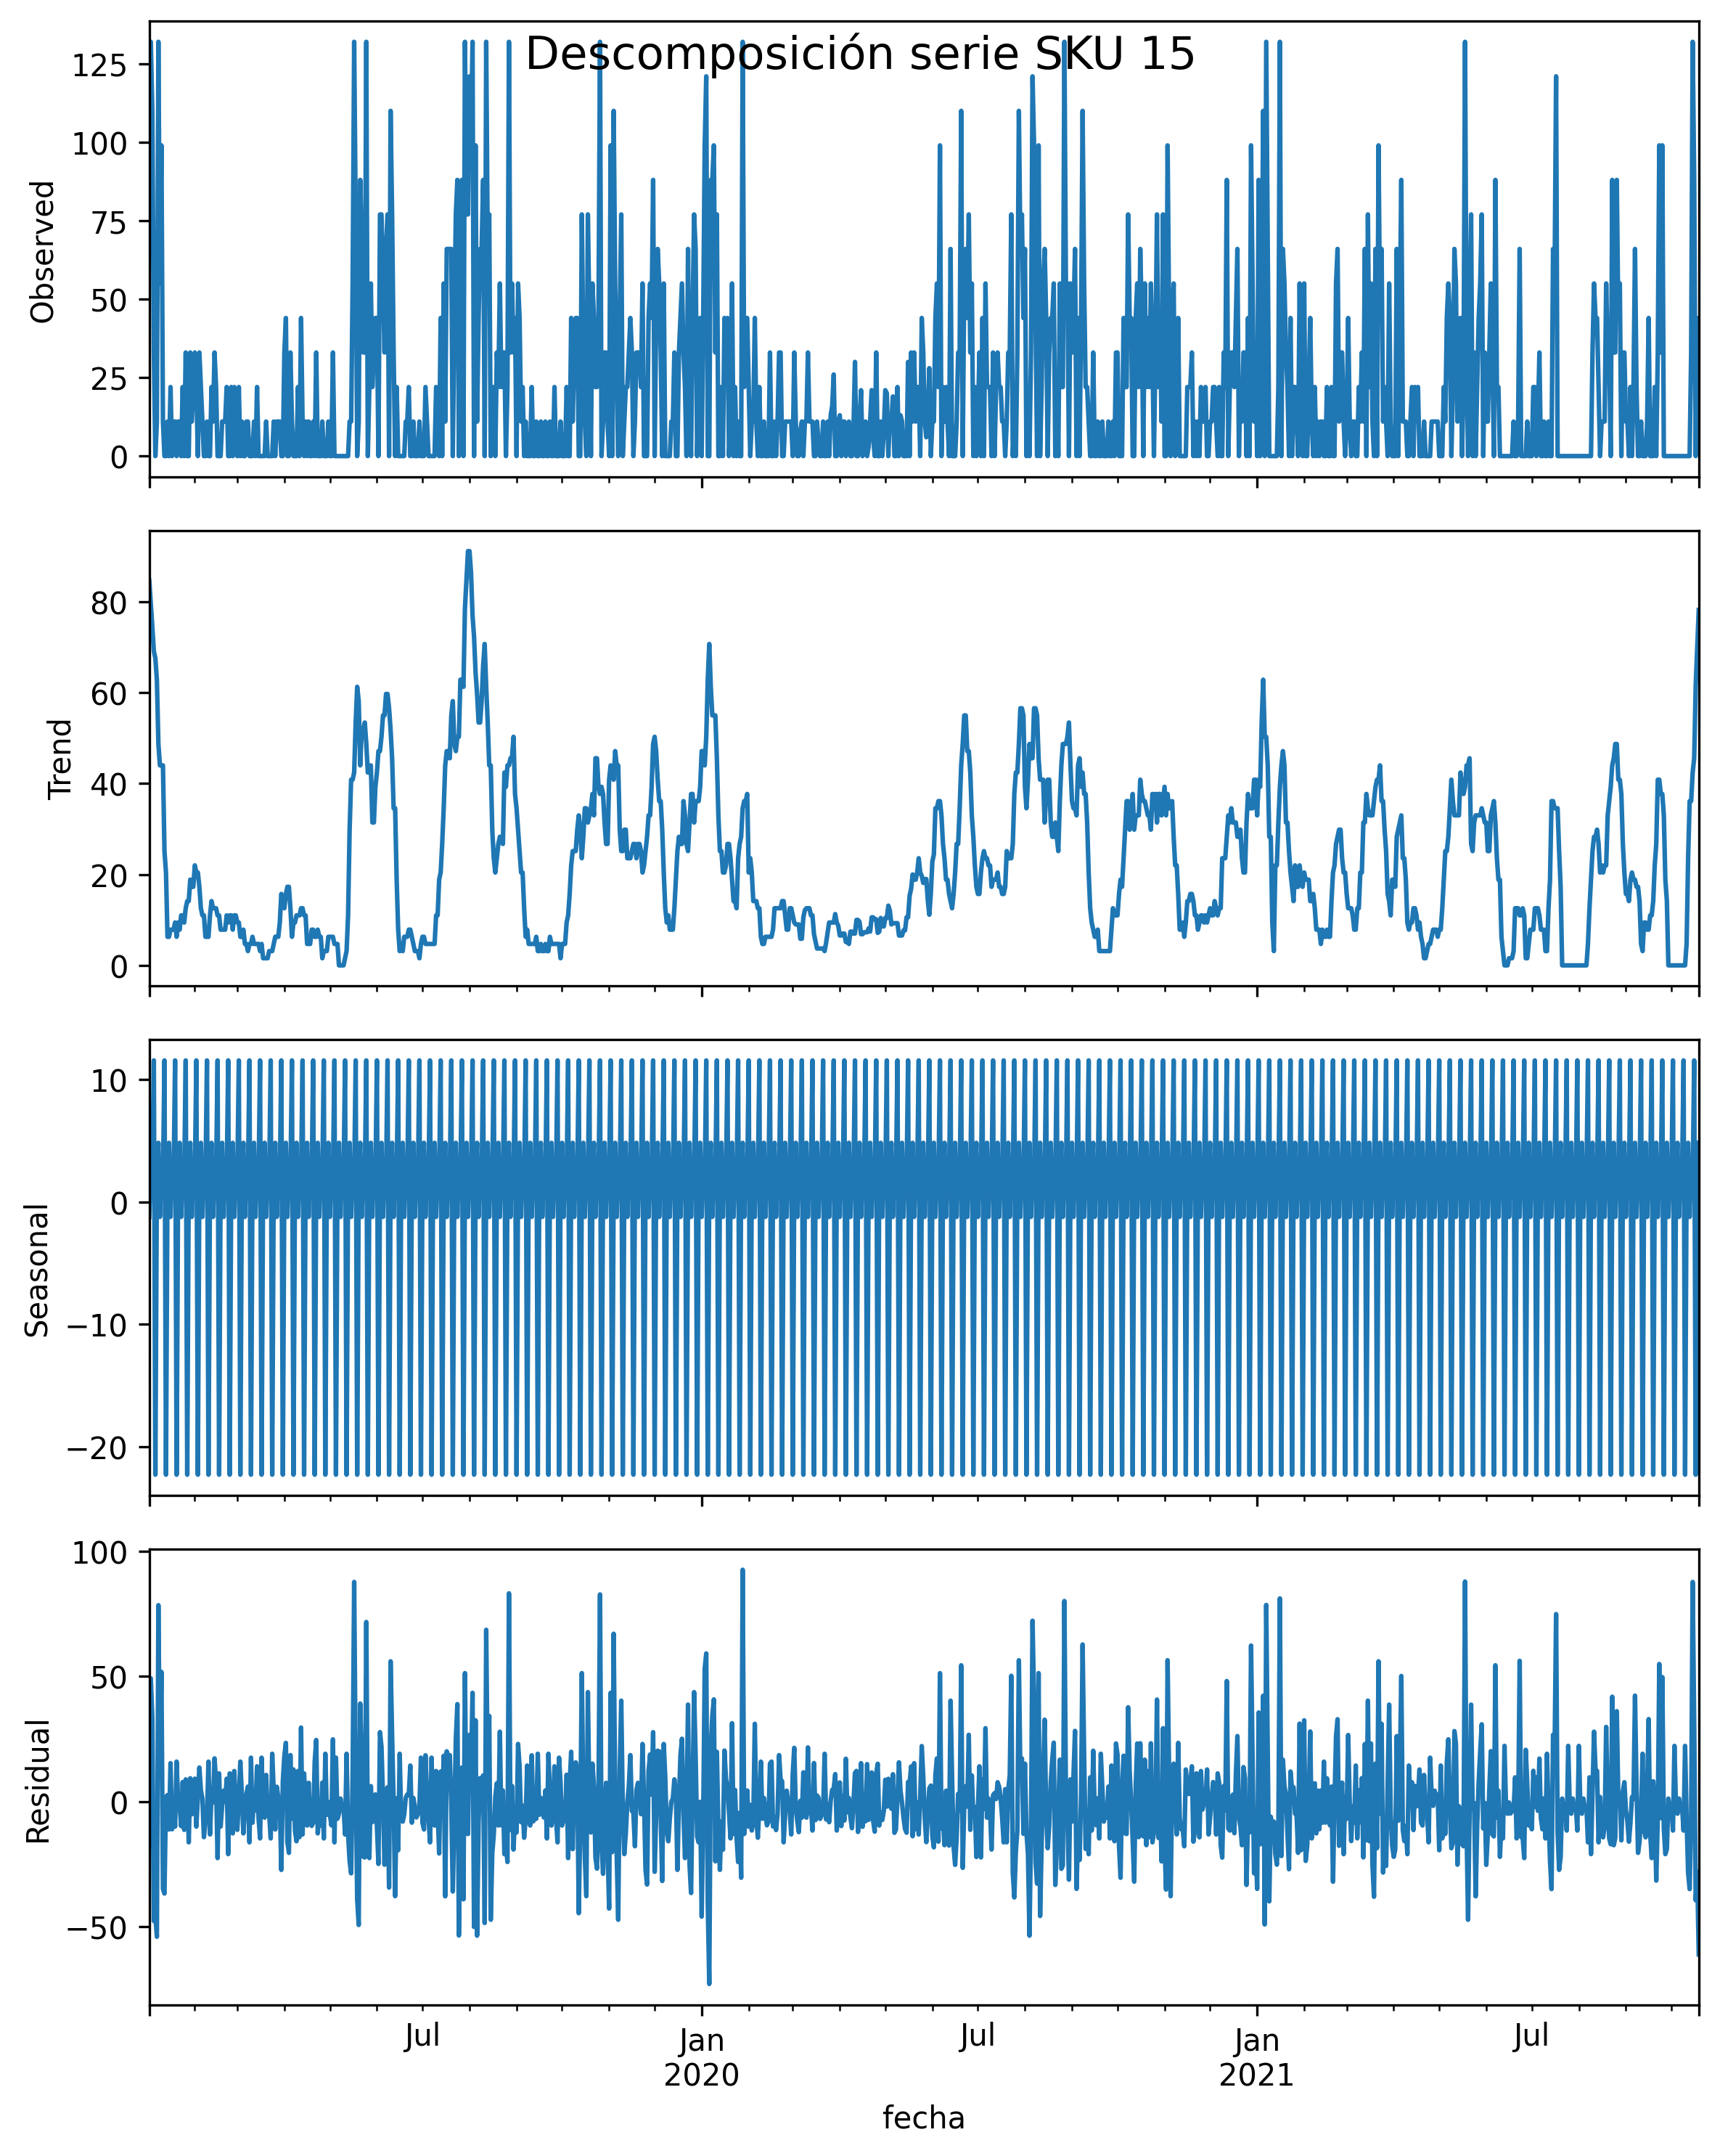 Descomposición serie SKU 15
Observed
125
100
75
50
25
0
Trend
80
60
40
20
0
Seasonal
10
0
−10
−20
Residual
100
50
0
−50
Jul
Jan
2020
Jul
Jan
2021
Jul
fecha